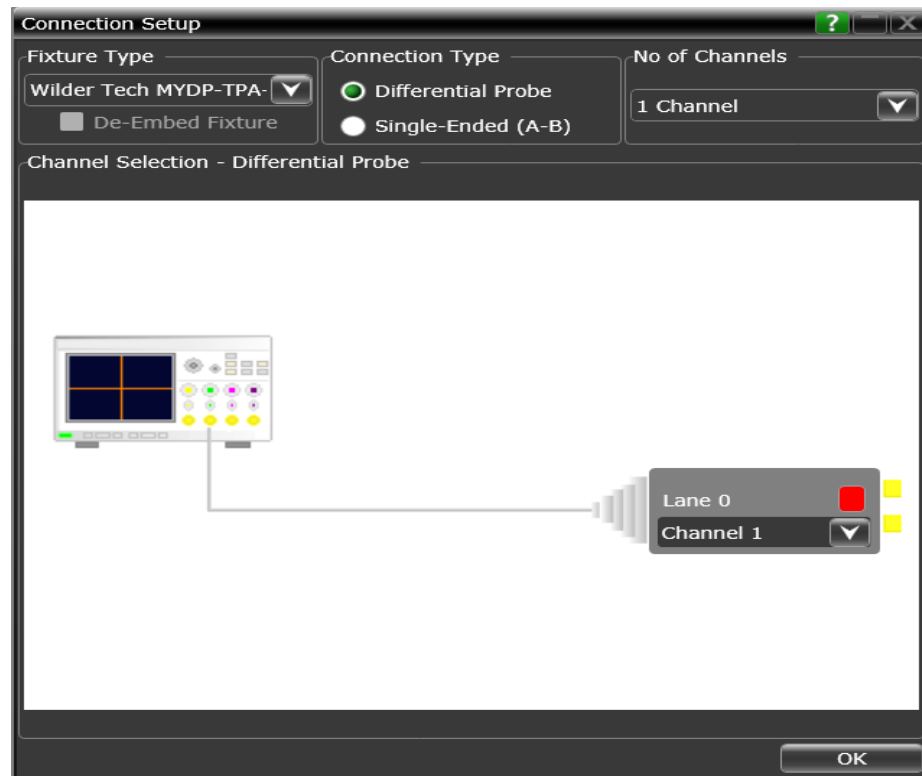 Connection Setup
?
Fixture Type
Connection Type
No of Channels
Wilder Tech MYDP-TPA-
Differential Probe
1 Channel
De-Embed Fixture
Single-Ended (A-B)
Channel Selection - Differential Probe
Lane 0
Channel 1
OK